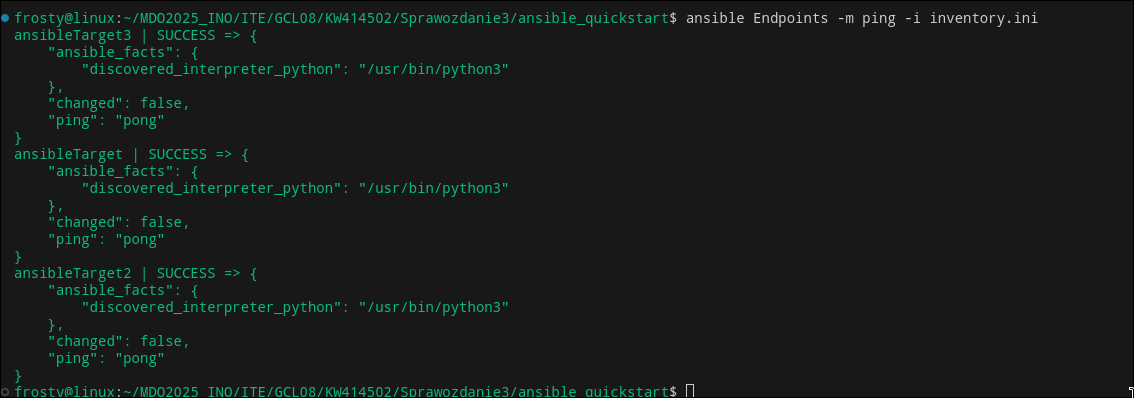 frosty@linux:~/MDO2025_INO/ITE/GCL08/KW414502/Sprawozdanie3/ansible_quickstart$ ansible Endpoints -m ping -i inventory.ini
ansibleTarget3 | SUCCESS => {
    "ansible_facts": {
        "discovered_interpreter_python": "/usr/bin/python3"
    },
    "changed": false,
    "ping": "pong"
}
ansibleTarget | SUCCESS => {
    "ansible_facts": {
        "discovered_interpreter_python": "/usr/bin/python3"
    },
    "changed": false,
    "ping": "pong"
}
ansibleTarget2 | SUCCESS => {
    "ansible_facts": {
        "discovered_interpreter_python": "/usr/bin/python3"
    },
    "changed": false,
    "ping": "pong"
}
frosty@linux:~/MDO2025_INO/ITE/GCL08/KW414502/Sprawozdanie3/ansible_quickstart$